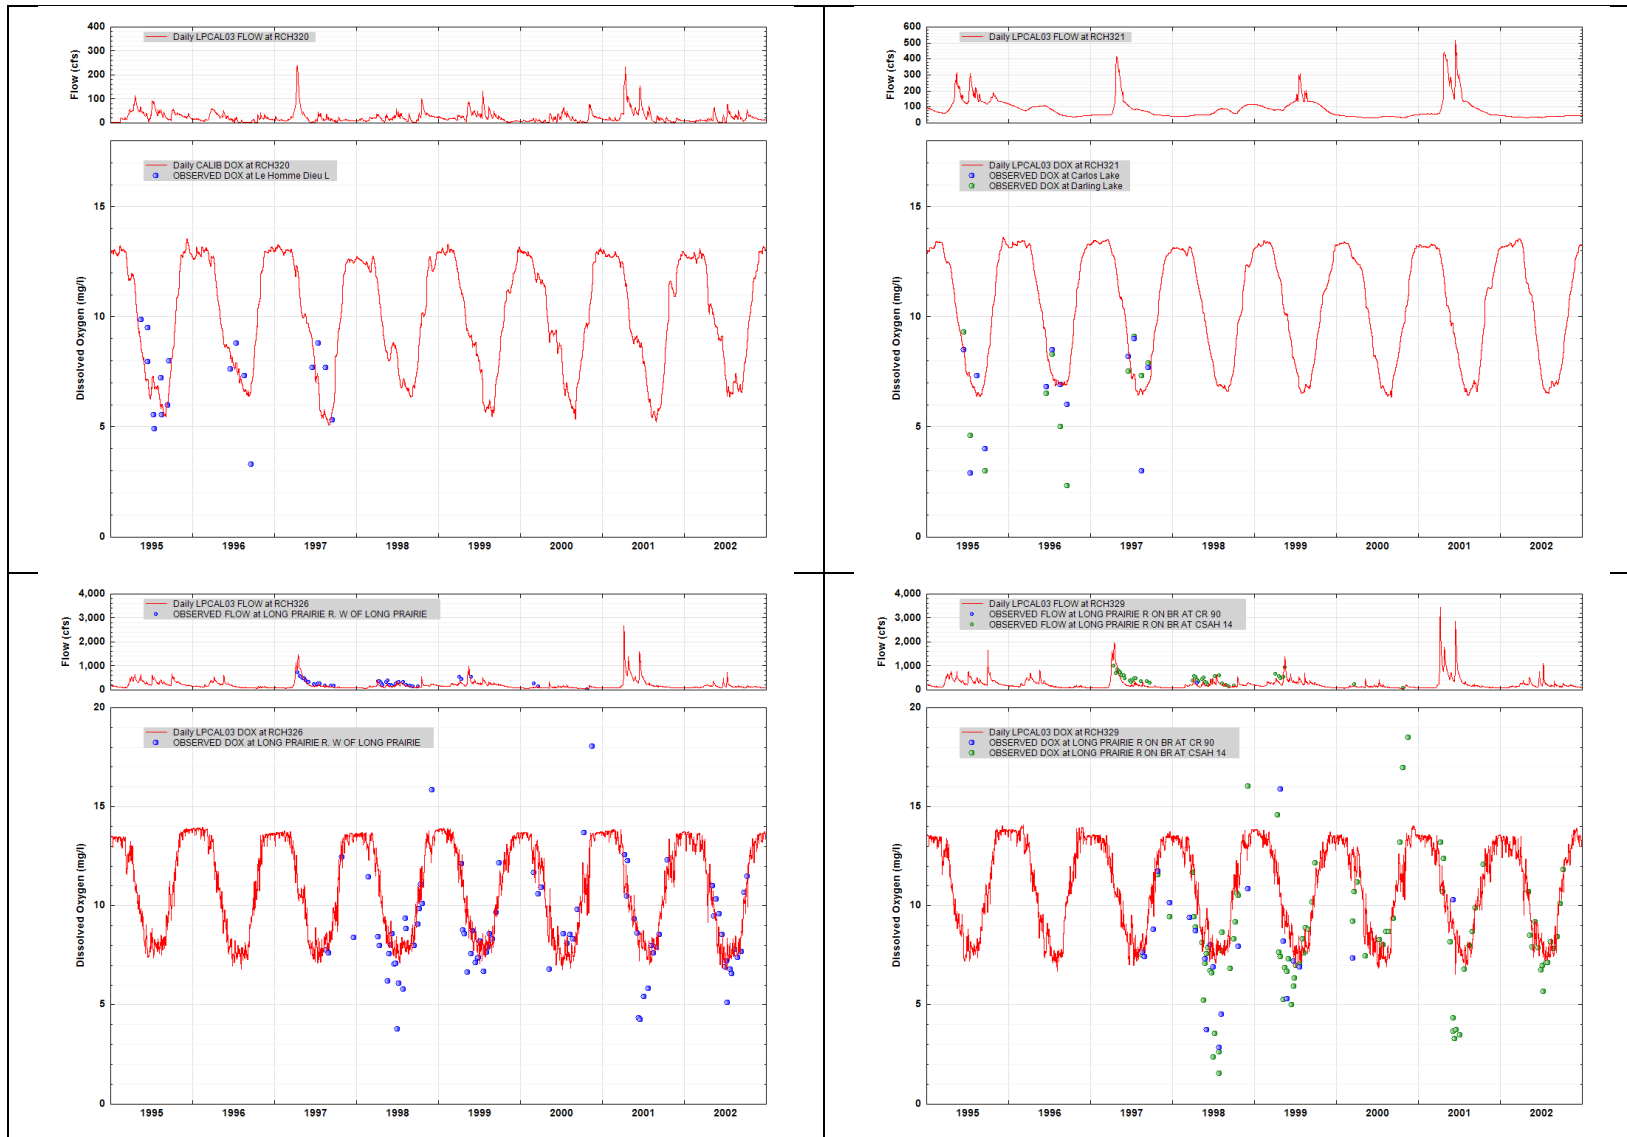 400
300
200
100
0
Flow (cfs)
Daily LPCAL03 FLOW at RCH320
15
10
5
0
Dissolved Oxygen (mg/l)
Daily CALIB DOX at RCH320
OBSERVED DOX at Le Homme Dieu L
1995 1996 1997 1998 1999 2000 2001 2002
600
500
400
300
200
100
0
Flow (cfs)
Daily LPCAL03 FLOW at RCH321
15
10
5
0
Dissolved Oxygen (mg/l)
Daily LPCAL03 DOX at RCH321
OBSERVED DOX at Carlos Lake
OBSERVED DOX at Darling Lake
1995 1996 1997 1998 1999 2000 2001 2002
4,000
3,000
2,000
1,000
0
Flow (cfs)
Daily LPCAL03 FLOW at RCH326
OBSERVED FLOW at LONG PRAIRIE R. W OF LONG PRAIRIE
20
15
10
5
0
Dissolved Oxygen (mg/l)
Daily LPCAL03 DOX at RCH326
OBSERVED DOX at LONG PRAIRIE R. W OF LONG PRAIRIE
1995 1996 1997 1998 1999 2000 2001 2002
4,000
3,000
2,000
1,000
0
Flow (cfs)
Daily LPCAL03 FLOW at RCH329
OBSERVED FLOW at LONG PRAIRIE R ON BR AT CR 90
OBSERVED FLOW at LONG PRAIRIE R ON BR AT CSAH 14
20
15
10
5
0
Dissolved Oxygen (mg/l)
Daily LPCAL03 DOX at RCH329
OBSERVED DOX at LONG PRAIRIE R ON BR AT CR 90
OBSERVED DOX at LONG PRAIRIE R ON BR AT CSAH 14
1995 1996 1997 1998 1999 2000 2001 2002